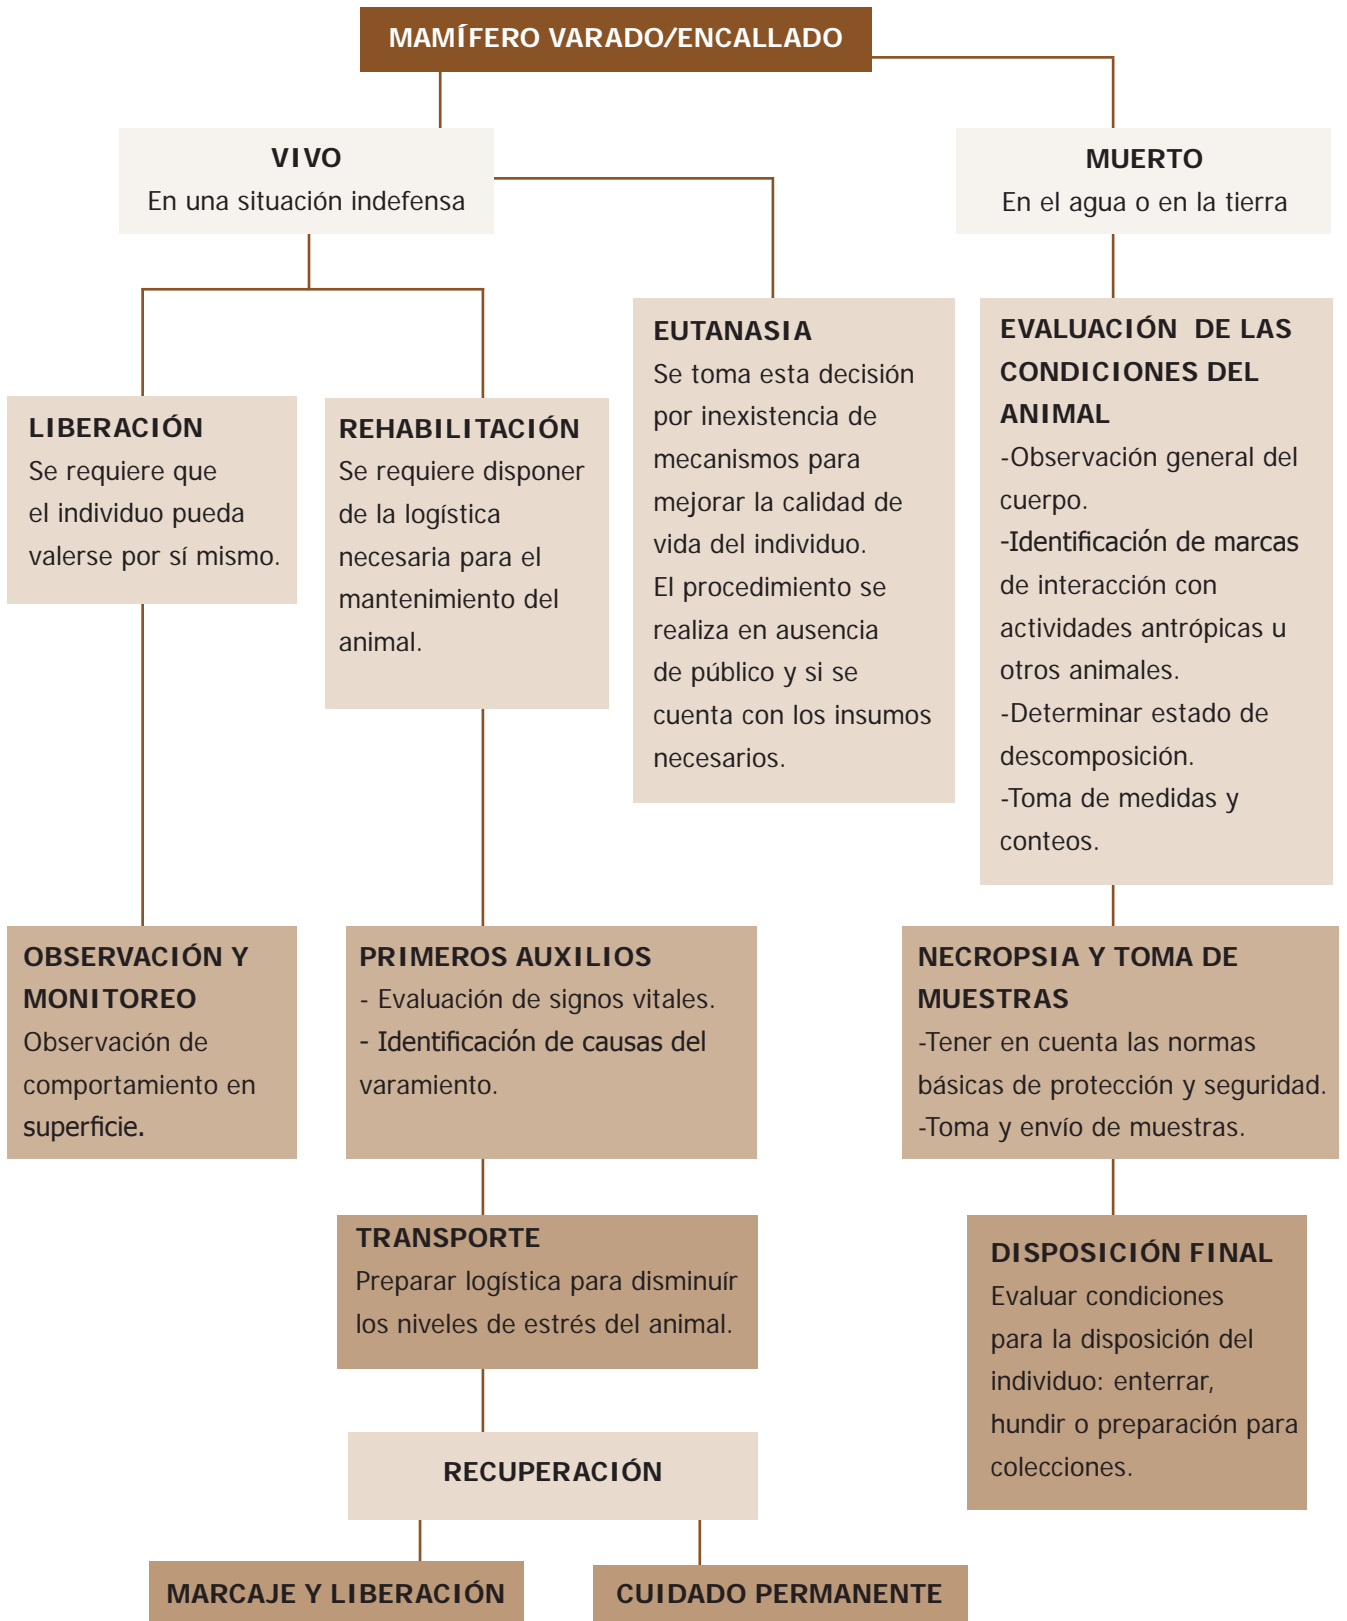 MAMÍFERO VARADO/ENCALLADO
VIVO
En una situación indefensa
MUERTO
En el agua o en la tierra
LIBERACIÓN
Se requiere que
el individuo pueda
valerse por sí mismo.
REHABILITACIÓN
Se requiere disponer
de la logística
necesaria para el
mantenimiento del
animal.
EUTANASIA
Se toma esta decisión
por inexistencia de
mecanismos para
mejorar la calidad de
vida del individuo.
El procedimiento se
realiza en ausencia
de público y si se
cuenta con los insumos
necesarios.
EVALUACIÓN DE LAS
CONDICIONES DEL
ANIMAL
-Observación general del
cuerpo.
-Identificación de marcas
de interacción con
actividades antrópicas u
otros animales.
-Determinar estado de
descomposición.
-Toma de medidas y
conteos.
OBSERVACIÓN Y
MONITOREO
Observación de
comportamiento en
superficie.
PRIMEROS AUXILIOS
- Evaluación de signos vitales.
- Identificación de causas del
varamiento.
NECROPSIA Y TOMA DE
MUESTRAS
-Tener en cuenta las normas
básicas de protección y seguridad.
-Toma y envío de muestras.
TRANSPORTE
Preparar logística para disminuír
los niveles de estrés del animal.
DISPOSICIÓN FINAL
Evaluar condiciones
para la disposición del
individuo: enterrar,
hundir o preparación para
colecciones.
RECUPERACIÓN
MARCAJE Y LIBERACIÓN
CUIDADO PERMANENTE